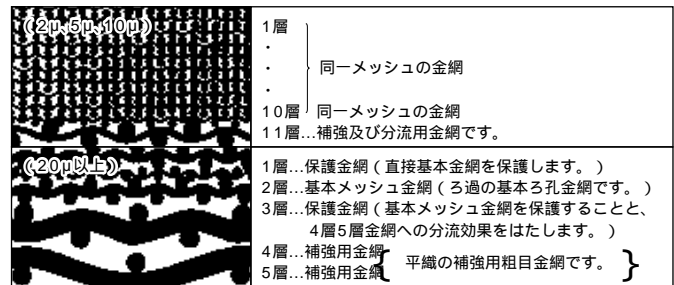 (2μ、5μ、10μ)
1層
・
・　同一メッシュの金網
・
10層　同一メッシュの金網
11層…補強及び分流用金網です。
(20μ以上)
1層…保護金網(直接基本金網を保護します。)
2層…基本メッシュ金網(ろ過の基本ろ孔金網です。)
3層…保護金網(基本メッシュ金網を保護することと、
4層5層金網への分流効果をはたします。)
4層…補強用金網
5層…補強用金網
{ 平織の補強用粗目金網です。 }